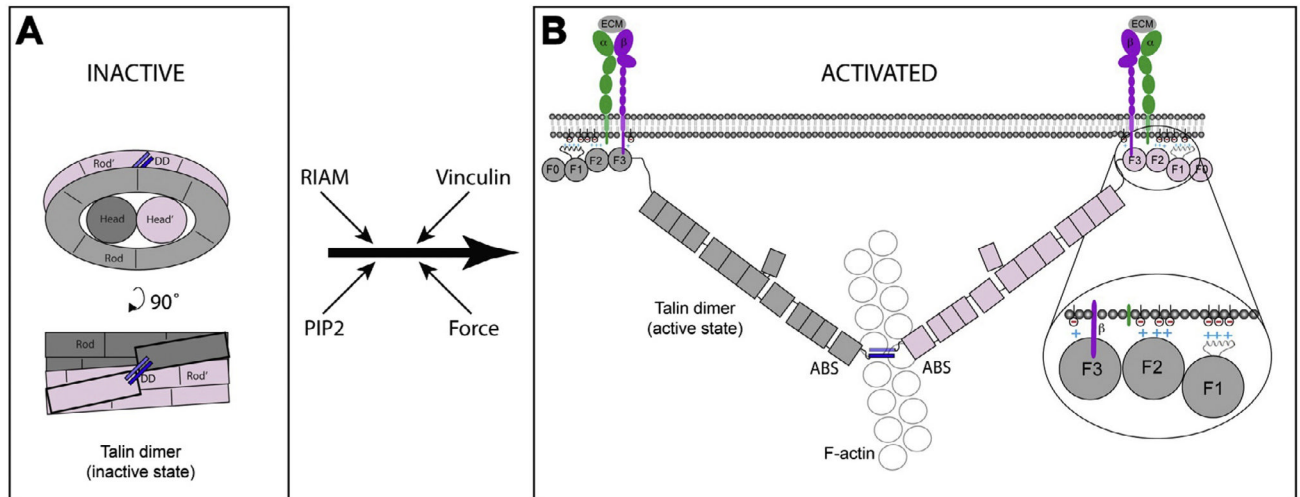 A
INACTIVE
Rod'
DD
Head
Head'
Rod
90°
Rod
DD
Rod'
Talin dimer
(inactive state)
RIAM
Vinculin
PIP2
Force
B
ACTIVATED
ECM
α
β
F0
F1
F2
F3
ECM
β
α
F3
F2
F1
F0
Talin dimer
(active state)
ABS
ABS
F-actin
β
F3
F2
F1